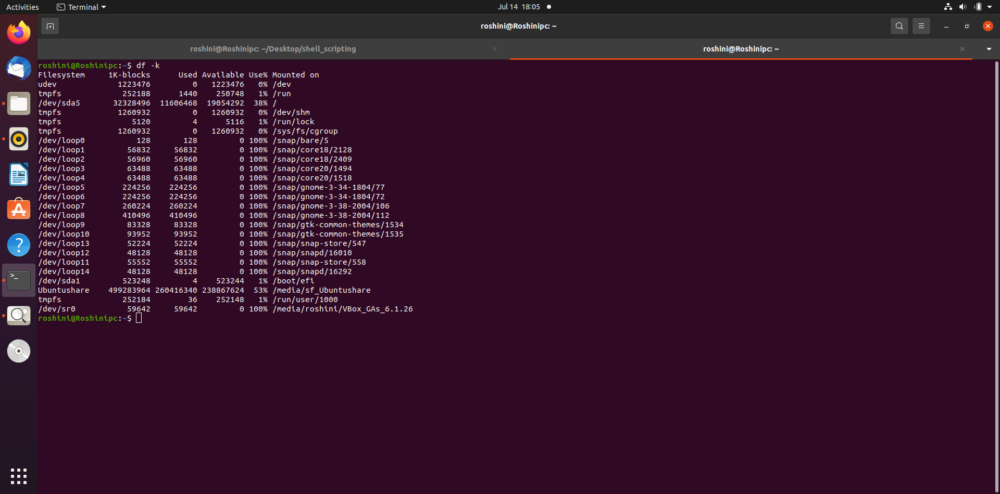 Activities
Terminal
Jul 14 18:05
roshini@Roshinipc: ~
roshini@Roshinipc: ~/Desktop/shell_scripting
roshini@Roshinipc: ~
roshini@Roshinipc:~$ df -k
Filesystem     1K-blocks      Used Available Use% Mounted on
udev             1223476         0   1223476   0% /dev
tmpfs             252188      1440    250748   1% /run
/dev/sda5       32328496  11606468  19054292  38% /
tmpfs            1260932         0   1260932   0% /dev/shm
tmpfs               5120         4      5116   1% /run/lock
tmpfs            1260932         0   1260932   0% /sys/fs/cgroup
/dev/loop0           128       128         0 100% /snap/bare/5
/dev/loop1         56832     56832         0 100% /snap/core18/2128
/dev/loop2         56960     56960         0 100% /snap/core18/2409
/dev/loop3         63488     63488         0 100% /snap/core20/1494
/dev/loop4         63488     63488         0 100% /snap/core20/1518
/dev/loop5        224256    224256         0 100% /snap/gnome-3-34-1804/77
/dev/loop6        224256    224256         0 100% /snap/gnome-3-34-1804/72
/dev/loop7        260224    260224         0 100% /snap/gnome-3-38-2004/106
/dev/loop8        410496    410496         0 100% /snap/gnome-3-38-2004/112
/dev/loop9         83328     83328         0 100% /snap/gtk-common-themes/1534
/dev/loop10        93952     93952         0 100% /snap/gtk-common-themes/1535
/dev/loop13        52224     52224         0 100% /snap/snap-store/547
/dev/loop12        48128     48128         0 100% /snap/snapd/16010
/dev/loop11        55552     55552         0 100% /snap/snap-store/558
/dev/loop14        48128     48128         0 100% /snap/snapd/16292
/dev/sda1         523248         4    523244   1% /boot/efi
Ubuntushare    499283964 260416340 238867624  53% /media/sf_Ubuntushare
tmpfs             252184        36    252148   1% /run/user/1000
/dev/sr0           59642     59642         0 100% /media/roshini/VBox_GAs_6.1.26
roshini@Roshinipc:~$